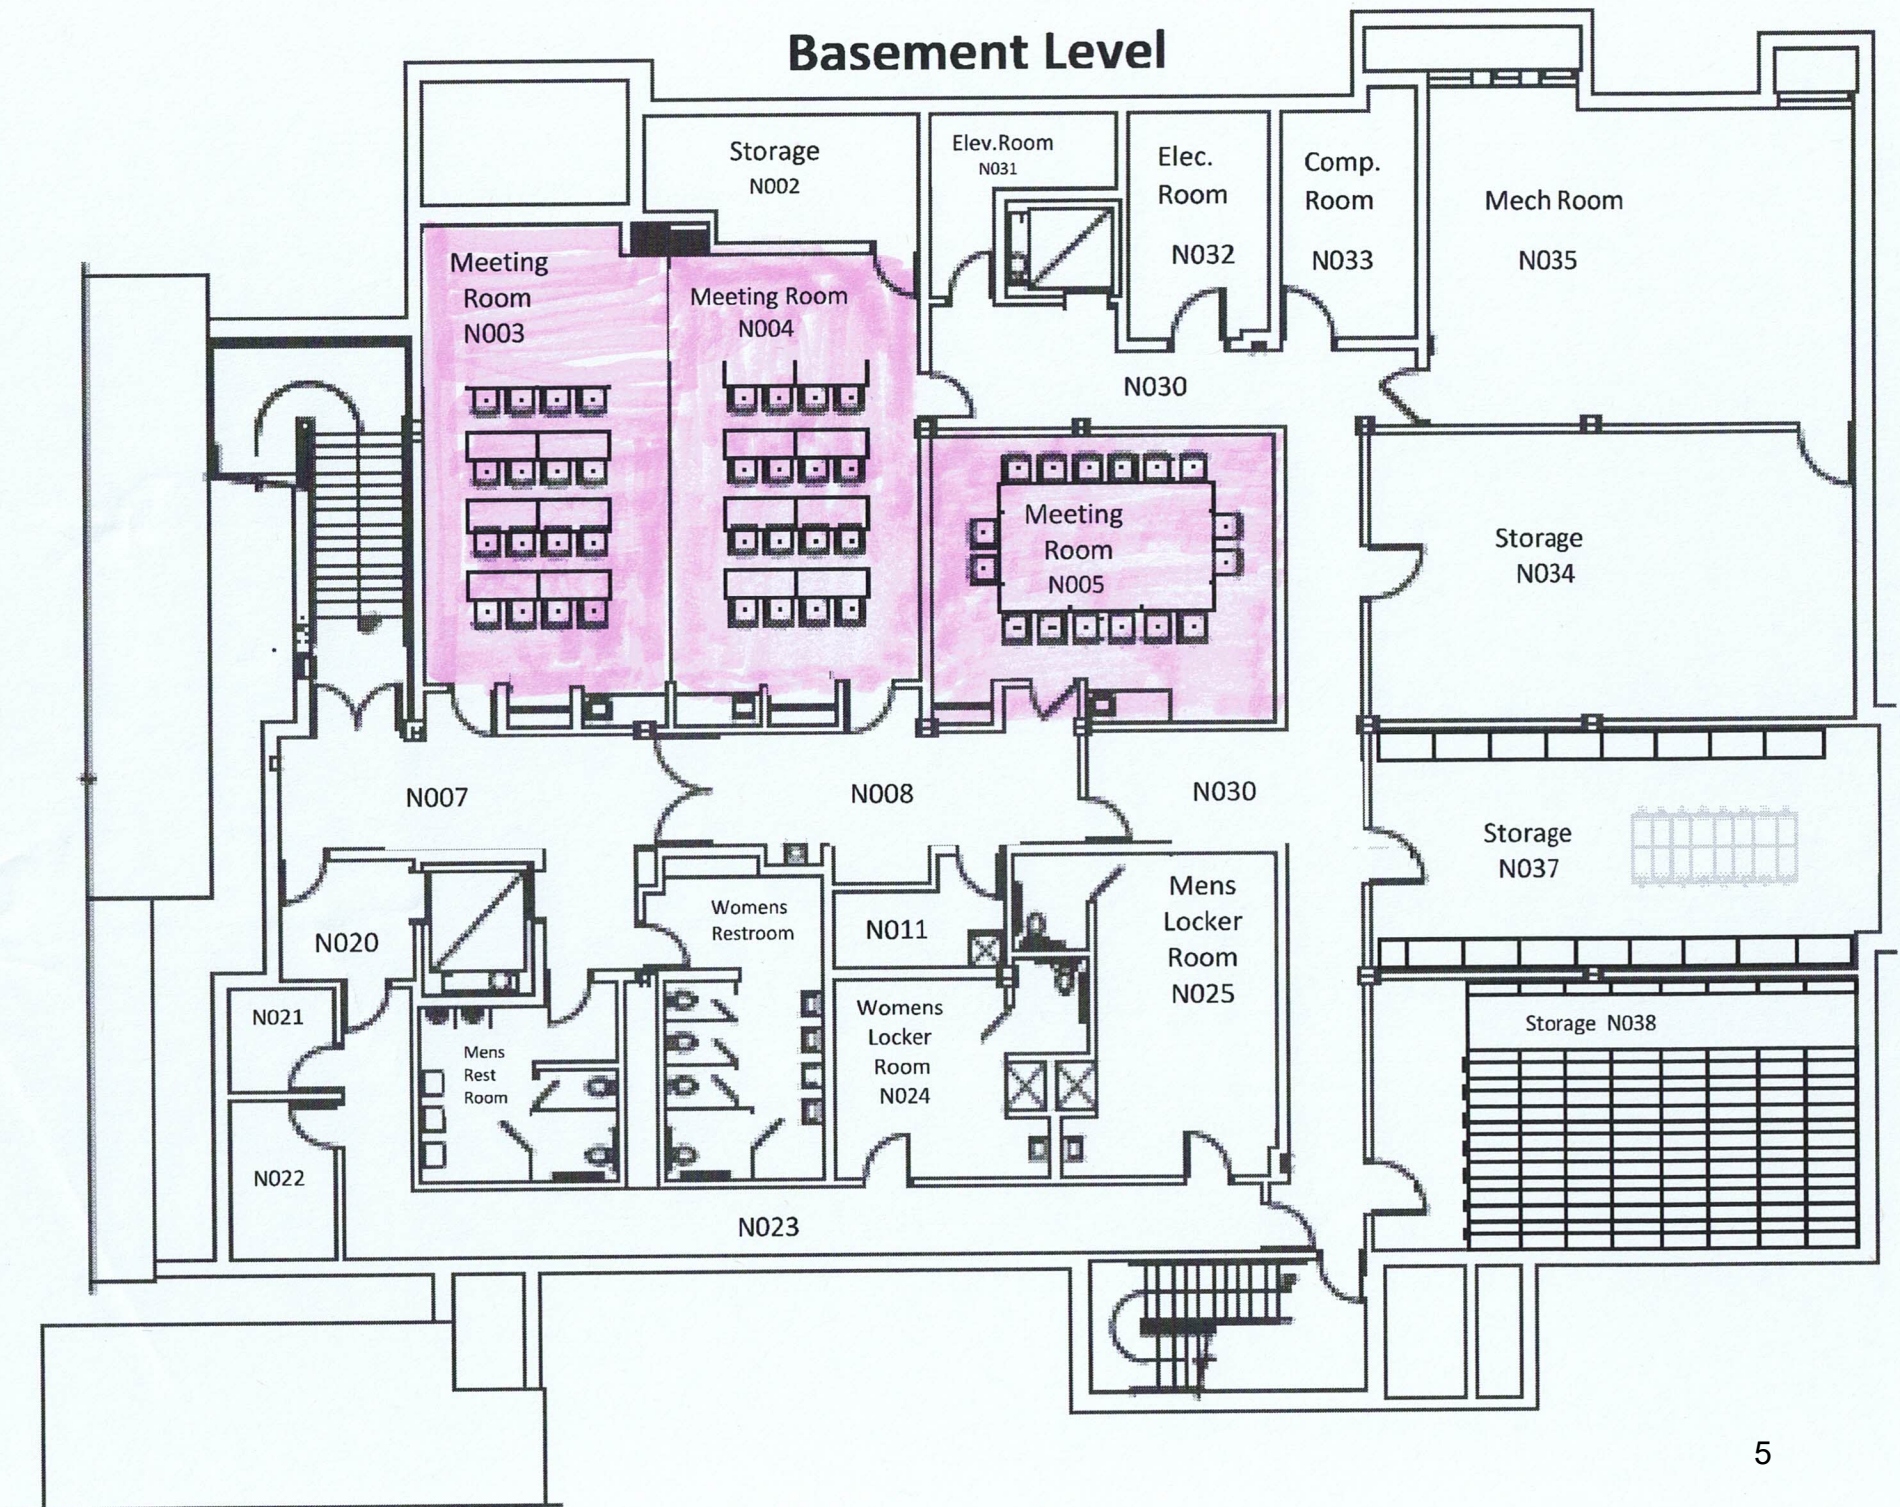 Basement Level
Storage
N002
Elev.Room
N031
Elec.
Room
N032
Comp.
Room
N033
Mech Room
N035
Meeting
Room
N003
Meeting Room
N004
N030
Meeting
Room
N005
Storage
N034
N007
N008
N030
Storage
N037
N020
Womens
Restroom
N011
Mens
Locker
Room
N025
N021
Mens
Rest
Room
Womens
Locker
Room
N024
Storage N038
N022
N023
5